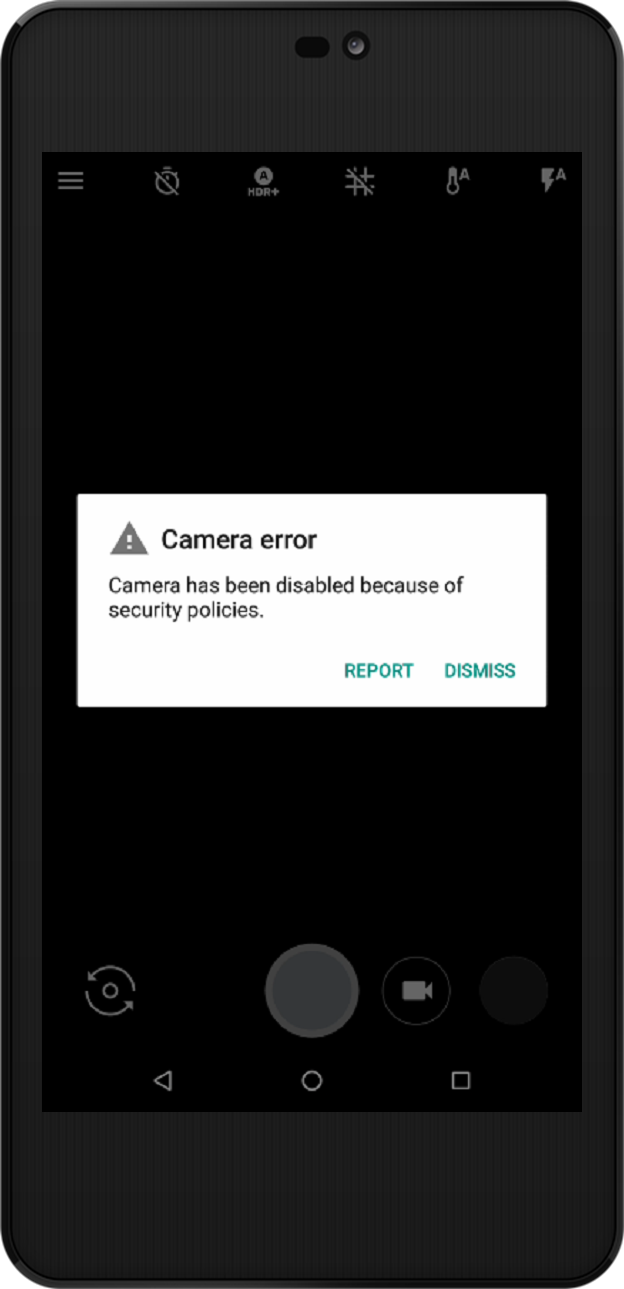 A
HDR+
A
A
Camera error
Camera has been disabled because of
security policies.
REPORT DISMISS